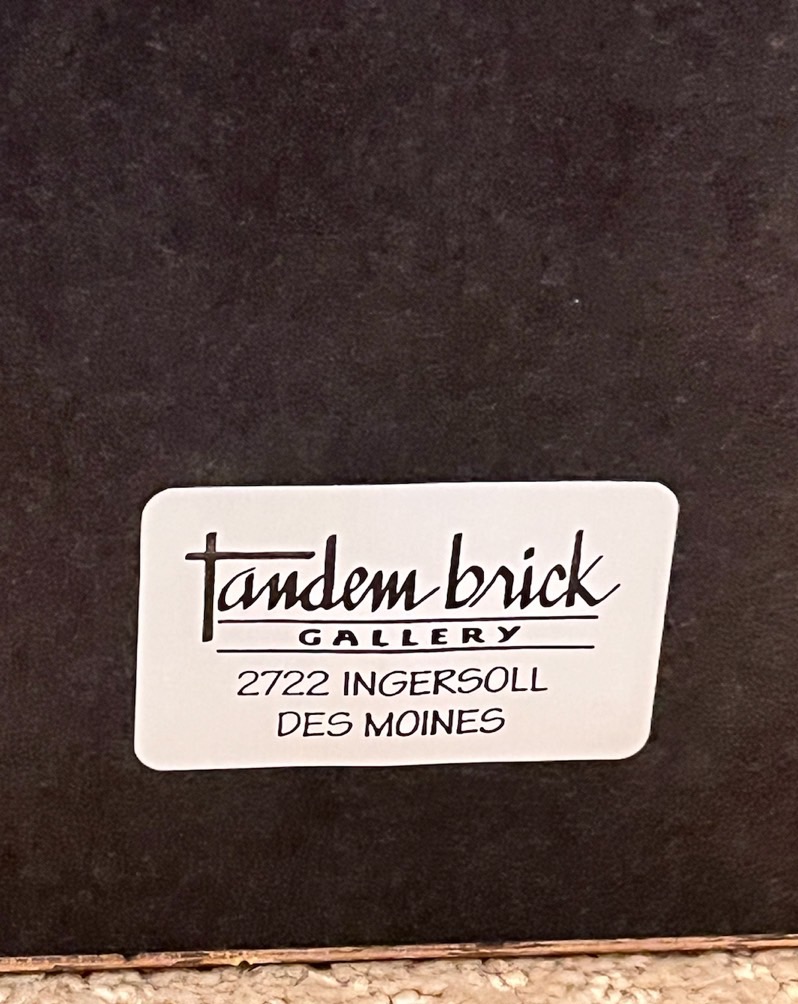 tandem brick
GALLERY
2722 INGERSOLL
DES MOINES